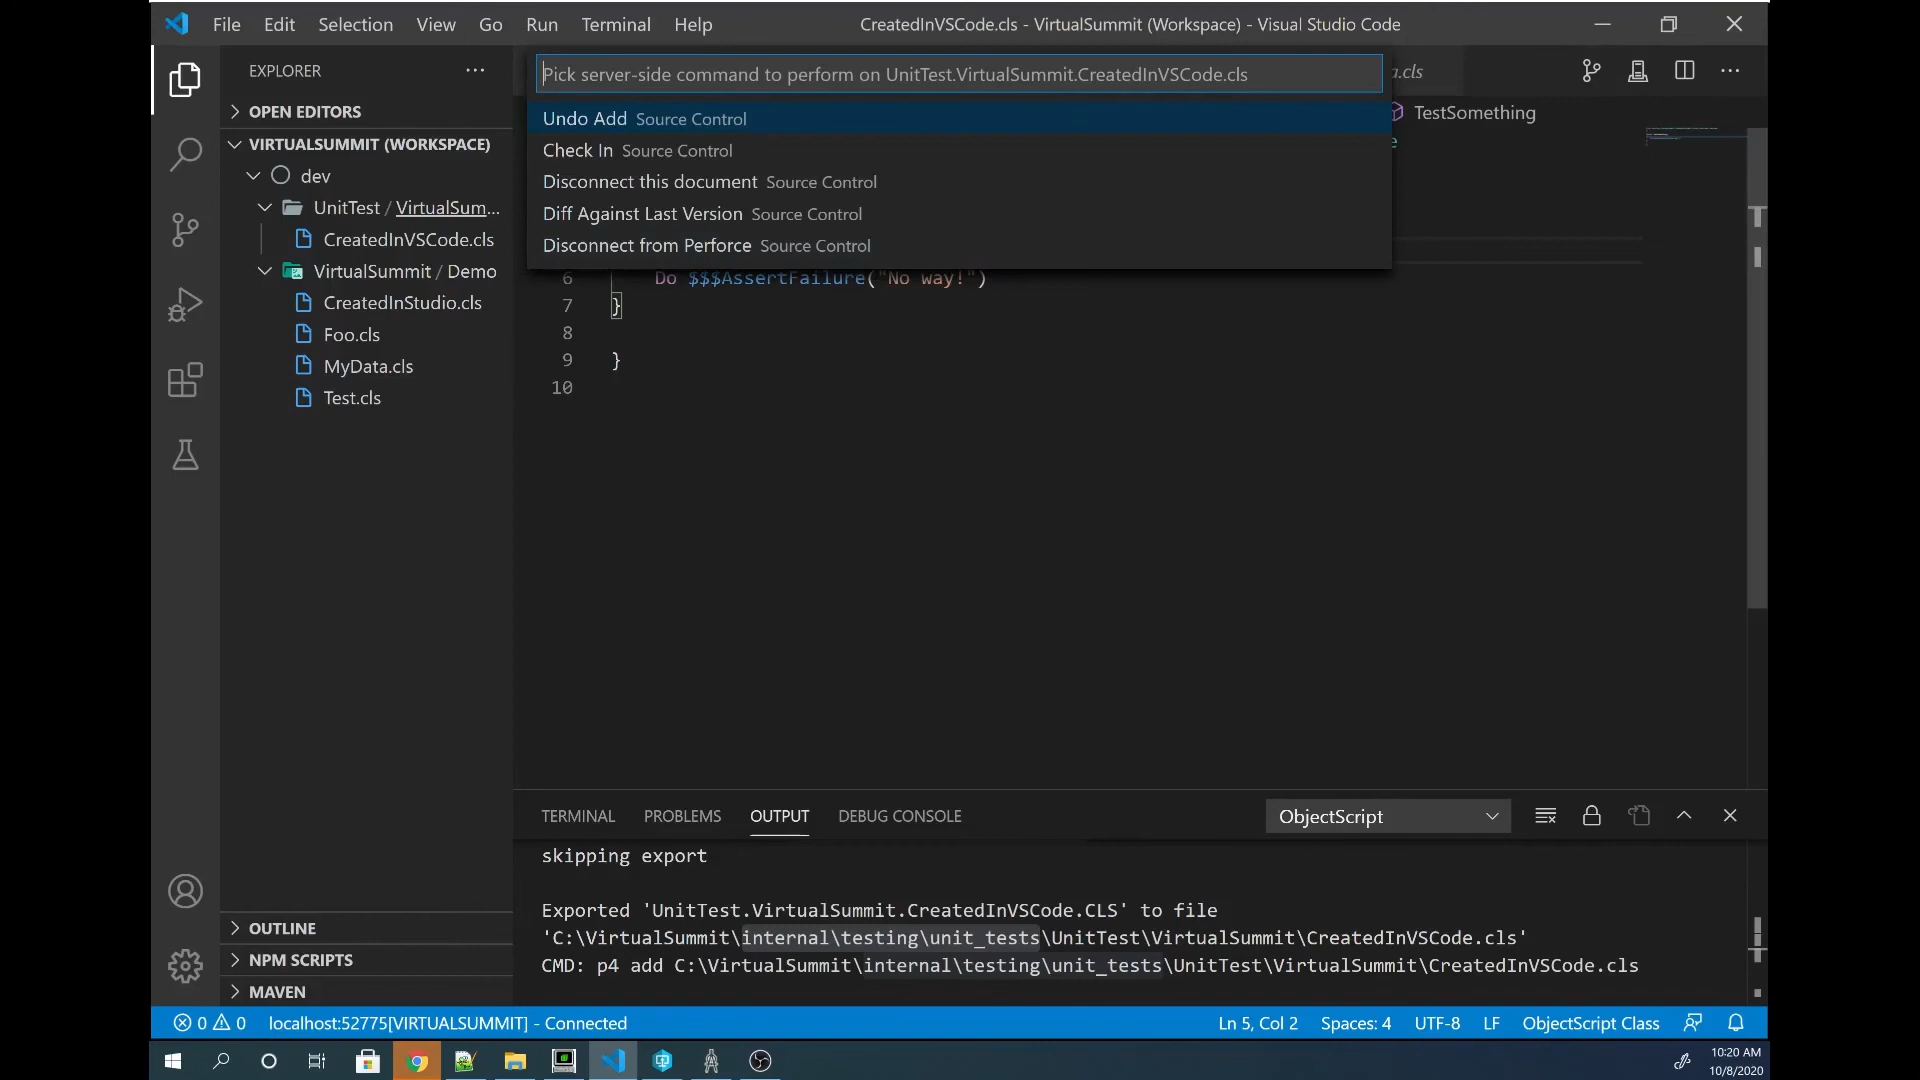 File Edit Selection View Go Run Terminal Help CreatedInVSCode.cls - VirtualSummit (Workspace) - Visual Studio Code
EXPLORER
OPEN EDITORS
VIRTUALSUMMIT (WORKSPACE)
dev
UnitTest / VirtualSum...
CreatedInVSCode.cls
VirtualSummit / Demo
CreatedInStudio.cls
Foo.cls
MyData.cls
Test.cls
OUTLINE
NPM SCRIPTS
MAVEN
Pick server-side command to perform on UnitTest.VirtualSummit.CreatedInVSCode.cls
a.cls
Undo Add Source Control
TestSomething
Check In Source Control
e
Disconnect this document Source Control
Diff Against Last Version Source Control
Disconnect from Perforce Source Control
6 Do $$$AssertFailure("No way!")
7 }
8
9 }
10
TERMINAL PROBLEMS OUTPUT DEBUG CONSOLE ObjectScript
skipping export
Exported 'UnitTest.VirtualSummit.CreatedInVSCode.CLS' to file
'C:\VirtualSummit\internal\testing\unit_tests\UnitTest\VirtualSummit\CreatedInVSCode.cls'
CMD: p4 add C:\VirtualSummit\internal\testing\unit_tests\UnitTest\VirtualSummit\CreatedInVSCode.cls
0 0 localhost:52775[VIRTUALSUMMIT] - Connected Ln 5, Col 2 Spaces: 4 UTF-8 LF ObjectScript Class
10:20 AM
10/8/2020